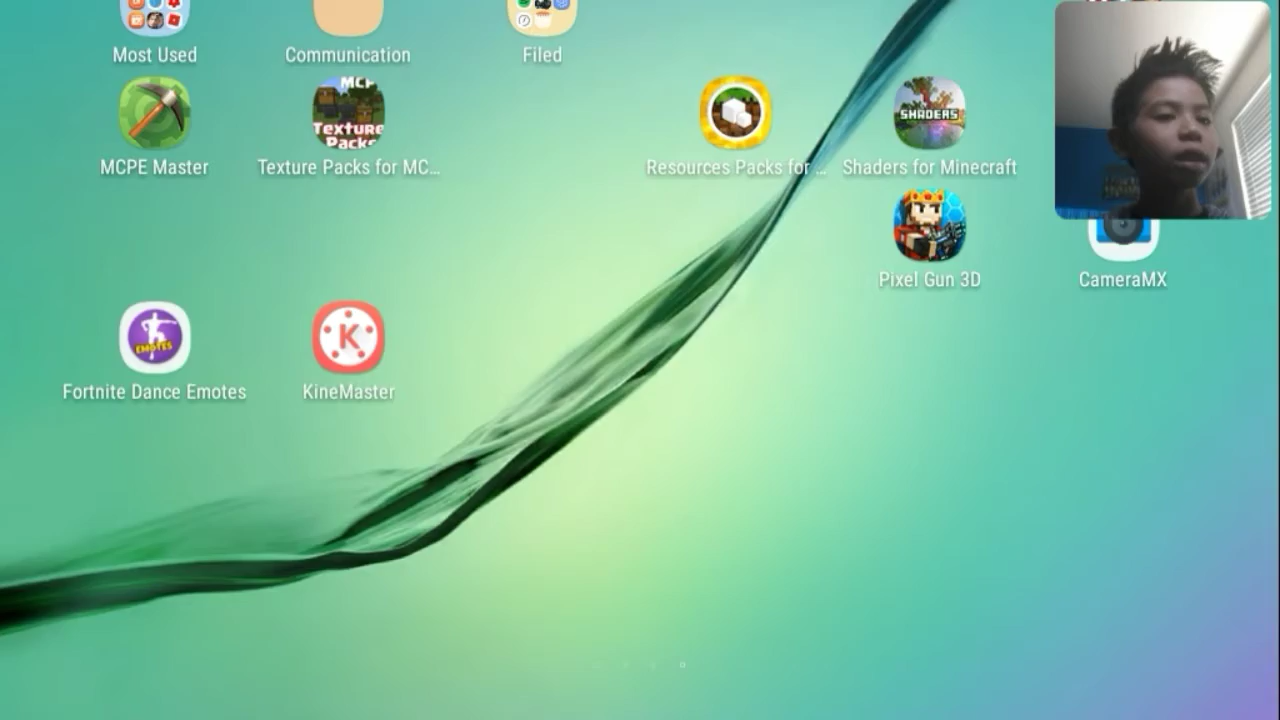 Most Used
Communication
Filed
MCPE Master
MCP
Texture
Packs
Texture Packs for MC...
Resources Packs for ...
SHADERS
Shaders for Minecraft
Pixel Gun 3D
CameraMX
EMOTES
Fortnite Dance Emotes
K
KineMaster